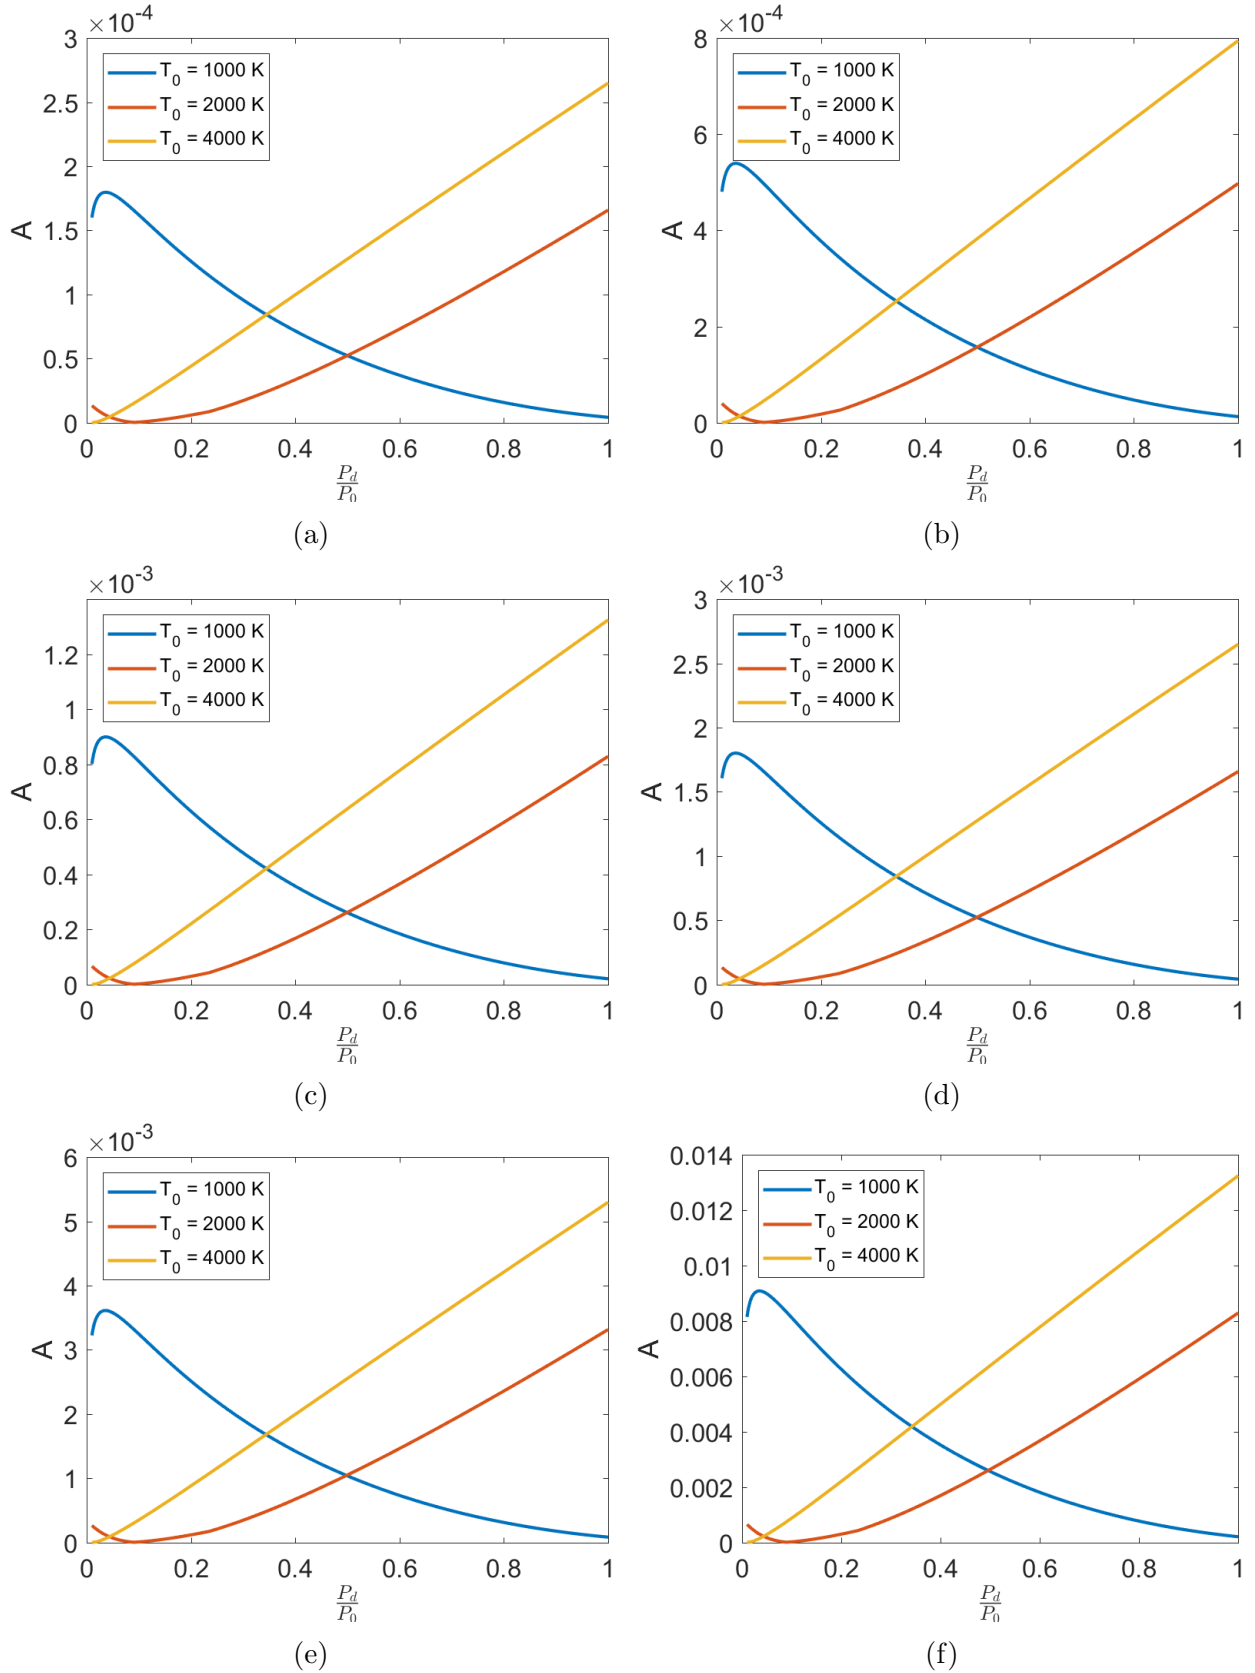 ×10-4
3
2.5
2
1.5
1
0.5
0
A
T0 = 1000 K
T0 = 2000 K
T0 = 4000 K
0 0.2 0.4 0.6 0.8 1
Pd
P0
(a)
×10-4
8
6
4
2
0
A
T0 = 1000 K
T0 = 2000 K
T0 = 4000 K
0 0.2 0.4 0.6 0.8 1
Pd
P0
(b)
×10-3
1.2
1
0.8
0.6
0.4
0.2
0
A
T0 = 1000 K
T0 = 2000 K
T0 = 4000 K
0 0.2 0.4 0.6 0.8 1
Pd
P0
(c)
×10-3
3
2.5
2
1.5
1
0.5
0
A
T0 = 1000 K
T0 = 2000 K
T0 = 4000 K
0 0.2 0.4 0.6 0.8 1
Pd
P0
(d)
×10-3
6
5
4
3
2
1
0
A
T0 = 1000 K
T0 = 2000 K
T0 = 4000 K
0 0.2 0.4 0.6 0.8 1
Pd
P0
(e)
0.014
0.012
0.01
0.008
0.006
0.004
0.002
0
A
T0 = 1000 K
T0 = 2000 K
T0 = 4000 K
0 0.2 0.4 0.6 0.8 1
Pd
P0
(f)